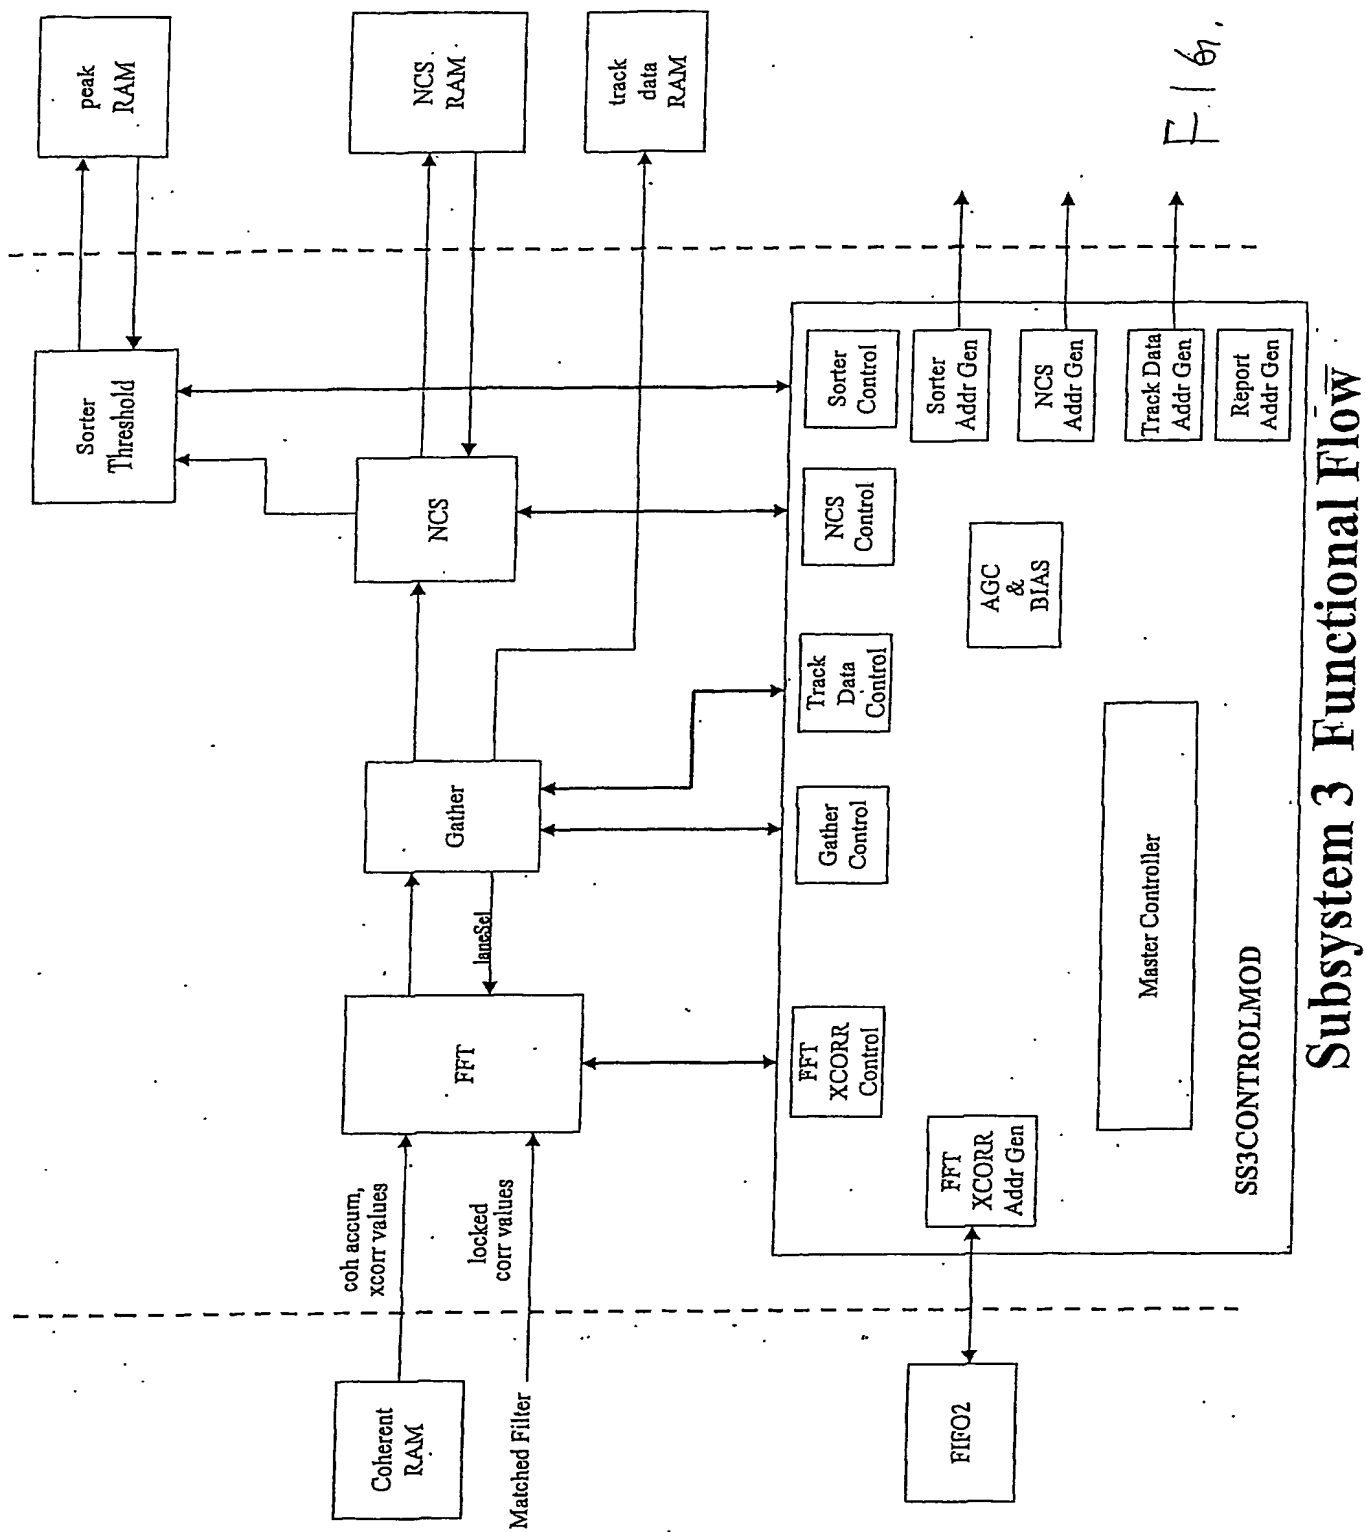 peak
RAM
NCS
RAM
track
data
RAM
Sorter
Threshold
NCS
Gather
laneSel
FFT
coh accum,
xcorr values
locked
corr values
Coherent
RAM
Matched Filter
FIFO2
FFT
XCORR
Control
Gather
Control
Track
Data
Control
NCS
Control
Sorter
Control
Sorter
Addr Gen
NCS
Addr Gen
Track Data
Addr Gen
Report
Addr Gen
AGC
&
BIAS
Master Controller
FFT
XCORR
Addr Gen
SS3CONTROLMOD
Subsystem 3 Functional Flow